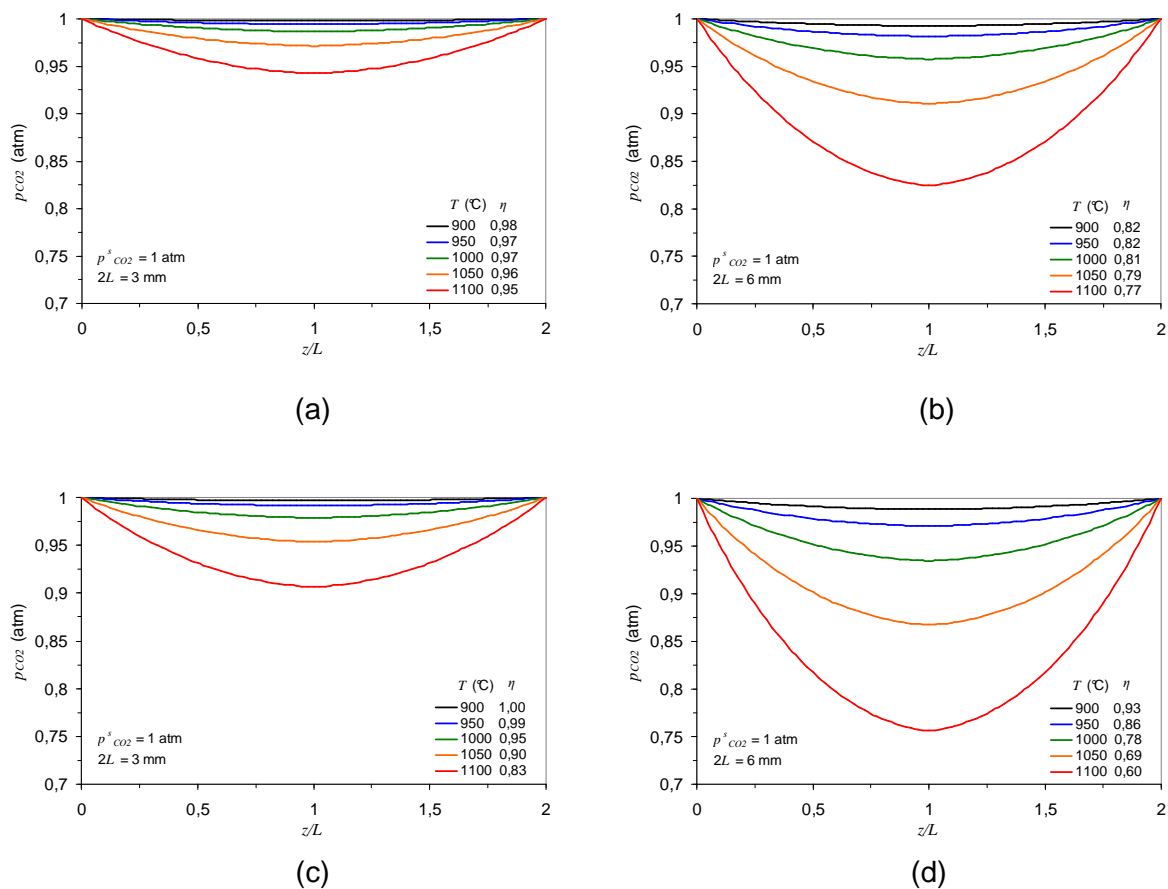 1
0,95
0,9
0,85
0,8
0,75
0,7
pCO2 (atm)
T (°C) η
900 0,98
950 0,97
1000 0,97
1050 0,96
1100 0,95
p s CO2 = 1 atm
2L = 3 mm
0 0,5 1 1,5 2
z/L
(a)
1
0,95
0,9
0,85
0,8
0,75
0,7
pCO2 (atm)
T (°C) η
900 0,82
950 0,82
1000 0,81
1050 0,79
1100 0,77
p s CO2 = 1 atm
2L = 6 mm
0 0,5 1 1,5 2
z/L
(b)
1
0,95
0,9
0,85
0,8
0,75
0,7
pCO2 (atm)
T (°C) η
900 1,00
950 0,99
1000 0,95
1050 0,90
1100 0,83
p s CO2 = 1 atm
2L = 3 mm
0 0,5 1 1,5 2
z/L
(c)
1
0,95
0,9
0,85
0,8
0,75
0,7
pCO2 (atm)
T (°C) η
900 0,93
950 0,86
1000 0,78
1050 0,69
1100 0,60
p s CO2 = 1 atm
2L = 6 mm
0 0,5 1 1,5 2
z/L
(d)